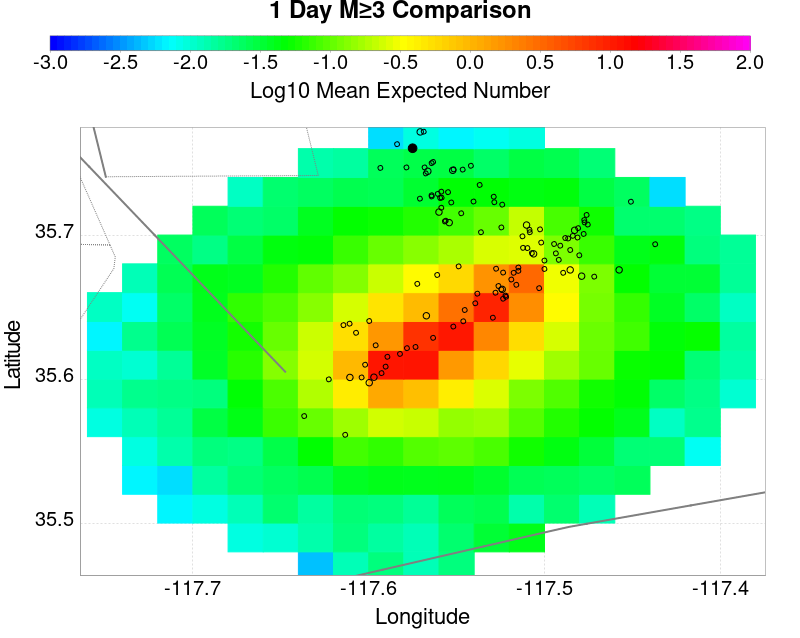 1 Day M≥3 Comparison
-3.0 -2.5 -2.0 -1.5 -1.0 -0.5 0.0 0.5 1.0 1.5 2.0
Log10 Mean Expected Number
35.7
35.6
35.5
Latitude
-117.7 -117.6 -117.5 -117.4
Longitude